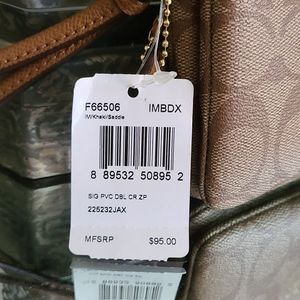 F66506 IMBDX
IM/Khaki/Saddle
8 89532 50895 2
SIG PVC DBL CR ZP
225232JAX
MFSRP $95.00